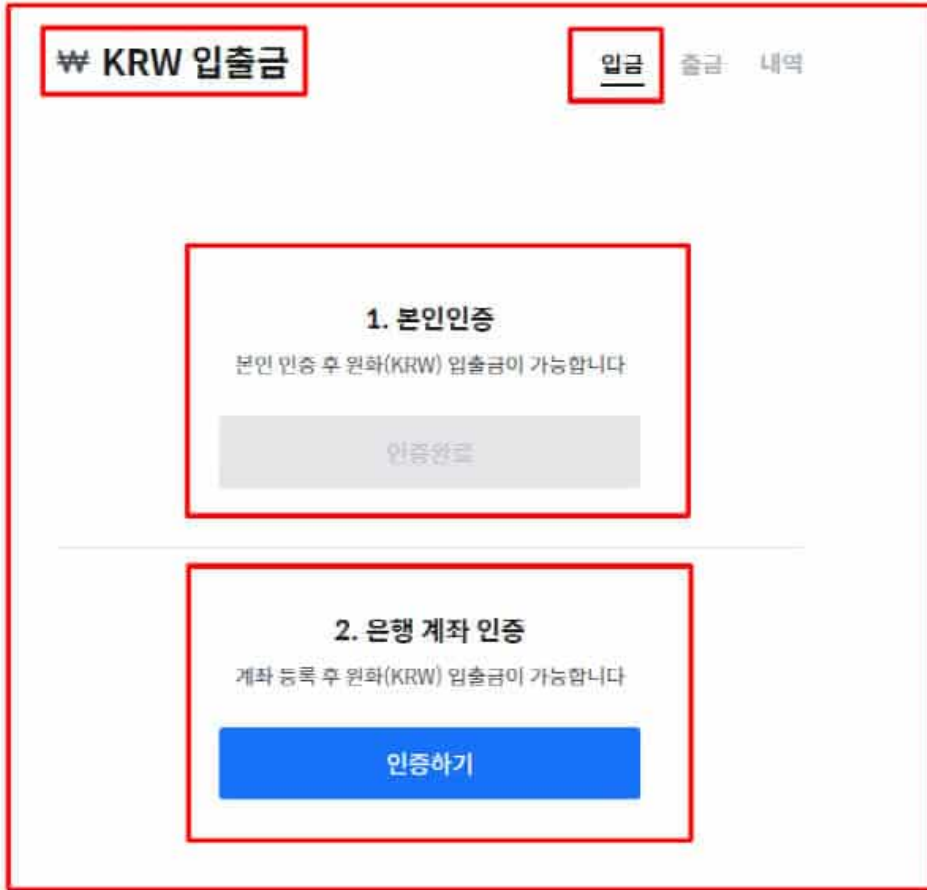 ₩ KRW 입출금
입금 출금 내역
1. 본인인증
본인 인증 후 원화(KRW) 입출금이 가능합니다
인증완료
2. 은행 계좌 인증
계좌 등록 후 원화(KRW) 입출금이 가능합니다
인증하기